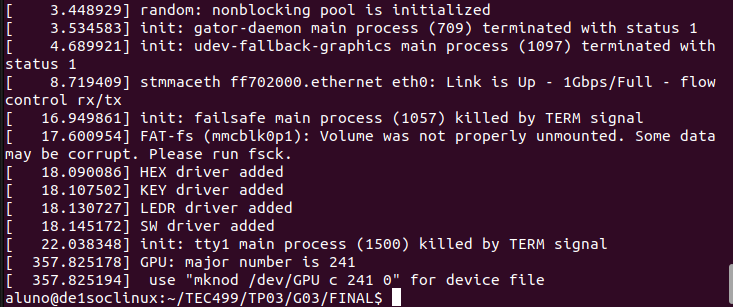 [    3.448929] random: nonblocking pool is initialized
[    3.534583] init: gator-daemon main process (709) terminated with status 1
[    4.689921] init: udev-fallback-graphics main process (1097) terminated with
status 1
[    8.719409] stmmaceth ff702000.ethernet eth0: Link is Up - 1Gbps/Full - flow
control rx/tx
[   16.949861] init: failsafe main process (1057) killed by TERM signal
[   17.600954] FAT-fs (mmcblk0p1): Volume was not properly unmounted. Some data
may be corrupt. Please run fsck.
[   18.090086] HEX driver added
[   18.107502] KEY driver added
[   18.130727] LEDR driver added
[   18.145172] SW driver added
[   22.038348] init: tty1 main process (1500) killed by TERM signal
[  357.825178] GPU: major number is 241
[  357.825194]  use "mknod /dev/GPU c 241 0" for device file
aluno@de1soclinux:~/TEC499/TP03/G03/FINAL$